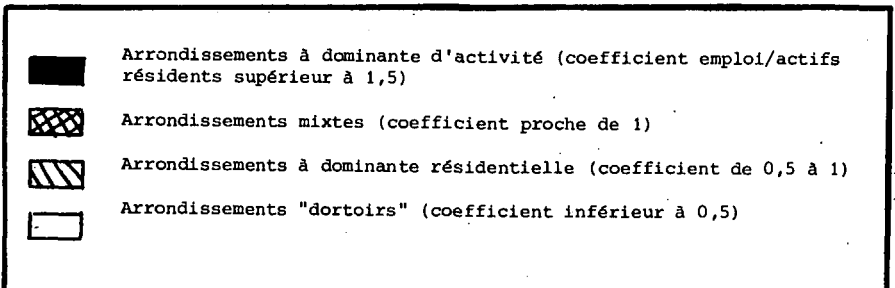 Arrondissements à dominante d'activité (coefficient emploi/actifs
résidents supérieur à 1,5)
Arrondissements mixtes (coefficient proche de 1)
Arrondissements à dominante résidentielle (coefficient de 0,5 à 1)
Arrondissements "dortoirs" (coefficient inférieur à 0,5)